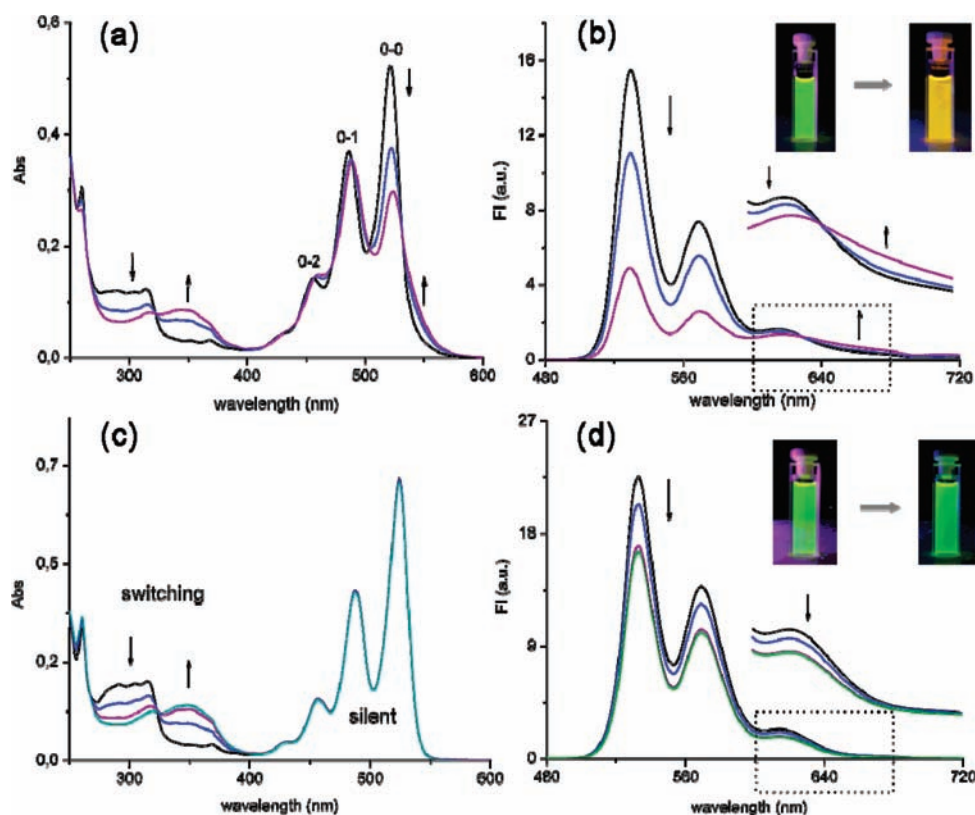 (a)
0,6
0,4
0,2
0,0
Abs
0-0
0-1
0-2
300
400
500
600
wavelength (nm)
(b)
18
12
8
4
0
FI (a.u.)
480
560
640
720
wavelength (nm)
(c)
0,7
0,5
0,2
0,0
Abs
switching
silent
300
400
500
600
wavelength (nm)
(d)
27
18
9
0
FI (a.u.)
480
560
640
720
wavelength (nm)